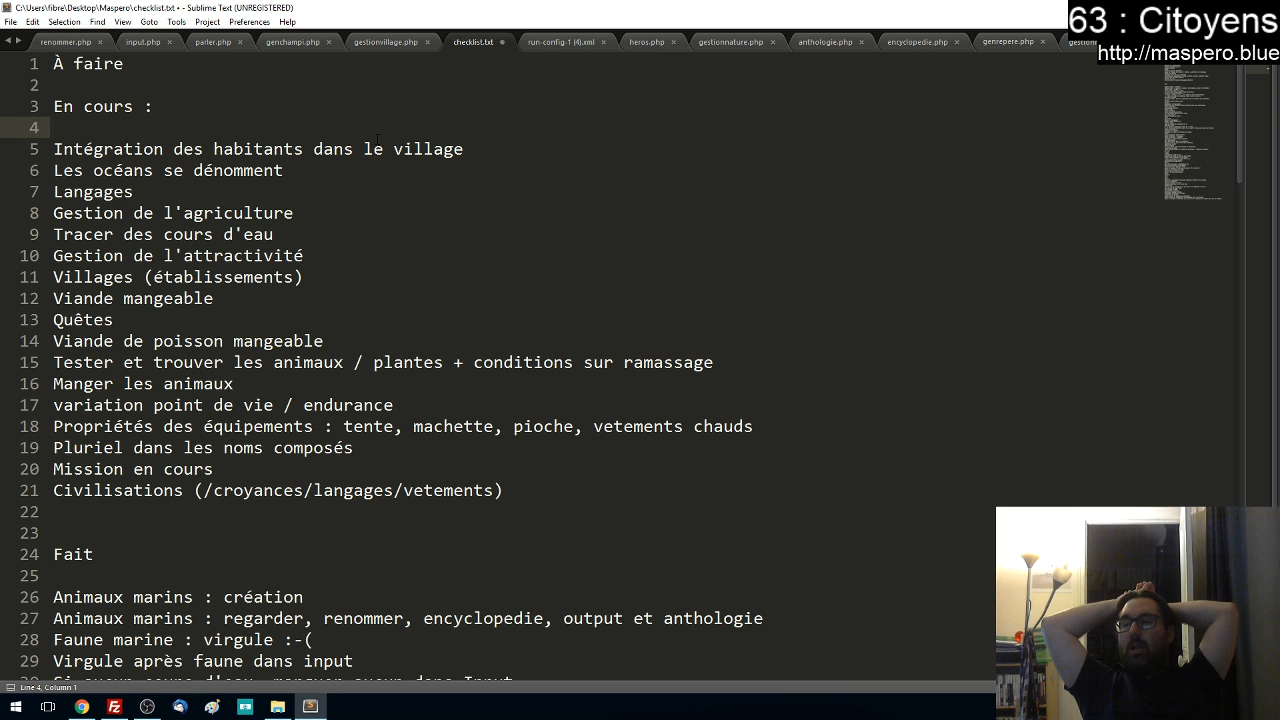 C:\Users\fibre\Desktop\Maspero\checklist.txt • - Sublime Text (UNREGISTERED)
63 : Citoyens
http://maspero.blue
File Edit Selection Find View Goto Tools Project Preferences Help
renommer.php input.php parler.php genchampi.php gestionvillage.php checklist.txt run-config-1 (4).xml heros.php gestionnature.php anthologie.php encyclopedie.php genrepere.php
1 À faire
2
3 En cours :
4
5 Intégration des habitants dans le village
6 Les océans se dénomment
7 Langages
8 Gestion de l'agriculture
9 Tracer des cours d'eau
10 Gestion de l'attractivité
11 Villages (établissements)
12 Viande mangeable
13 Quêtes
14 Viande de poisson mangeable
15 Tester et trouver les animaux / plantes + conditions sur ramassage
16 Manger les animaux
17 variation point de vie / endurance
18 Propriétés des équipements : tente, machette, pioche, vetements chauds
19 Pluriel dans les noms composés
20 Mission en cours
21 Civilisations (/croyances/langages/vetements)
22
23
24 Fait
25
26 Animaux marins : création
27 Animaux marins : regarder, renommer, encyclopedie, output et anthologie
28 Faune marine : virgule :-(
29 Virgule après faune dans input
Line 4, Column 1